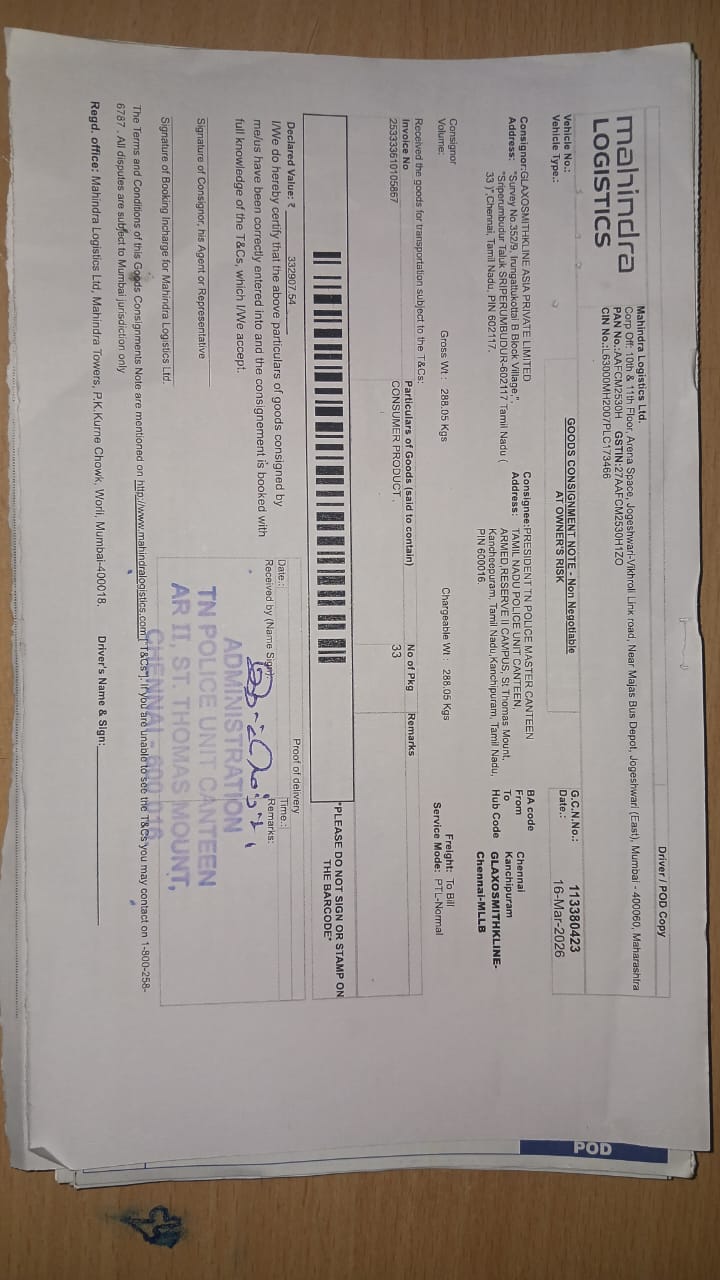 Driver / POD Copy
mahindra
LOGISTICS
Mahindra Logistics Ltd.
Corp Off: 10th & 11th Floor, Arena Space, Jogeshwari-Vikhroli Link road, Near Majas Bus Depot, Jogeshwari (East), Mumbai - 400060, Maharashtra
PAN No.:AAFCM2530H GSTIN:27AAFCM2530H1ZO
CIN No.:L63000MH2007PLC173466
Vehicle No.:
Vehicle Type.:
GOODS CONSIGNMENT NOTE - Non Negotiable
AT OWNER'S RISK
G.C.N.No.: 113380423
Date.: 16-Mar-2026
Consignor:GLAXOSMITHKLINE ASIA PRIVATE LIMITED
Address: "Survey No.352/9, Irungattukottai B Block Village,",
"Sriperumbudur Taluk SRIPERUMBUDUR-602117 Tamil Nadu (
33 )",Chennai, Tamil Nadu, PIN 602117.
Consignee:PRESIDENT TN POLICE MASTER CANTEEN
Address: TAMIL NADU POLICE UNIT CANTEEN,
ARMED,RESERVE II CAMPUS, St Thomas Mount,
Kancheepuram, Tamil Nadu,Kanchipuram, Tamil Nadu,
PIN 600016.
BA code
From Chennai
To Kanchipuram
Hub Code GLAXOSMITHKLINE-
Chennai-MLLB
Consignor
Volume:
Gross Wt : 288.05 Kgs
Chargeable Wt : 288.05 Kgs
Freight: To Bill
Service Mode: PTL-Normal
Received the goods for transportation subject to the T&Cs:
Invoice No Particulars of Goods (said to contain) No of Pkg Remarks
253333610105867 CONSUMER PRODUCT . 33
"PLEASE DO NOT SIGN OR STAMP ON
THE BARCODE"
Declared Value: ₹ 332907.54
I/We do hereby certify that the above particulars of goods consigned by
me/us have been correctly entered into and the consignement is booked with
full knowledge of the T&Cs, which I/We accept.
Proof of delivery
Date.: Time.:
Received by (Name Sign): Remarks:
ADMINISTRATION
TN POLICE UNIT CANTEEN
AR II, ST. THOMAS MOUNT,
CHENNAI - 600 016
Signature of Consignor, his Agent or Representative
Signature of Booking Incharge for Mahindra Logistics Ltd.
The Terms and Conditions of this Goods Consignments Note are mentioned on http://www.mahindralogistics.com["T&Cs"]. If you are unable to see the T&Cs you may contact on 1-800-258-
6787 . All disputes are subject to Mumbai jurisdiction only
Regd. office: Mahindra Logistics Ltd, Mahindra Towers, P.K.Kurne Chowk, Worli, Mumbai-400018. Driver's Name & Sign:
POD